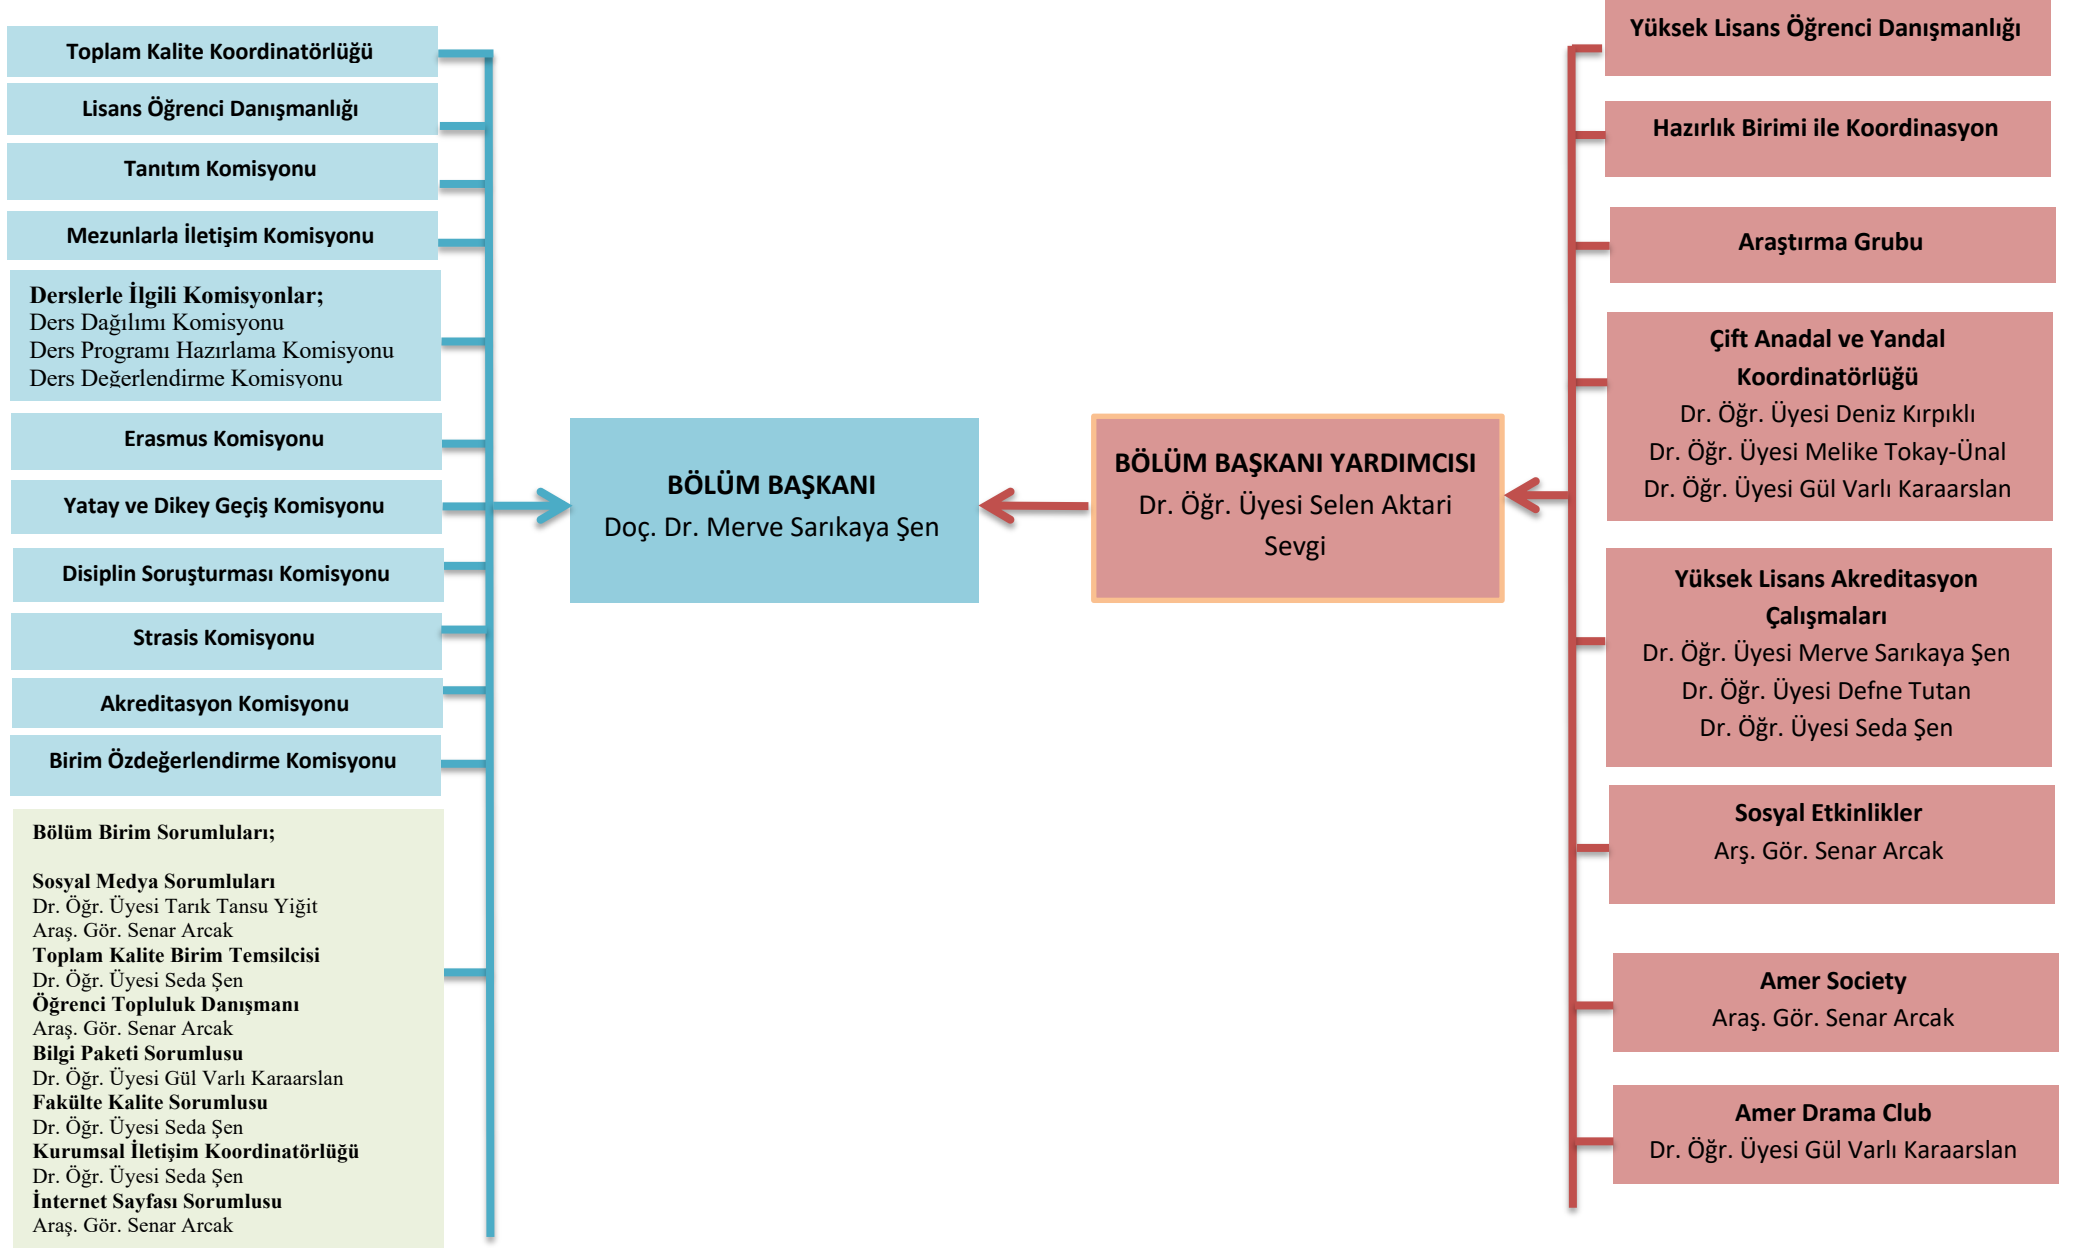 Toplam Kalite Koordinatörlüğü
Lisans Öğrenci Danışmanlığı
Tanıtım Komisyonu
Mezunlarla İletişim Komisyonu
Derslerle İlgili Komisyonlar;
Ders Dağılımı Komisyonu
Ders Programı Hazırlama Komisyonu
Ders Değerlendirme Komisyonu
Erasmus Komisyonu
Yatay ve Dikey Geçiş Komisyonu
Disiplin Soruşturması Komisyonu
Strasis Komisyonu
Akreditasyon Komisyonu
Birim Özdeğerlendirme Komisyonu
Bölüm Birim Sorumluları;
Sosyal Medya Sorumluları
Dr. Öğr. Üyesi Tarık Tansu Yiğit
Araş. Gör. Senar Arcak
Toplam Kalite Birim Temsilcisi
Dr. Öğr. Üyesi Seda Şen
Öğrenci Topluluk Danışmanı
Araş. Gör. Senar Arcak
Bilgi Paketi Sorumlusu
Dr. Öğr. Üyesi Gül Varlı Karaarslan
Fakülte Kalite Sorumlusu
Dr. Öğr. Üyesi Seda Şen
Kurumsal İletişim Koordinatörlüğü
Dr. Öğr. Üyesi Seda Şen
İnternet Sayfası Sorumlusu
Araş. Gör. Senar Arcak
BÖLÜM BAŞKANI
Doç. Dr. Merve Sarıkaya Şen
BÖLÜM BAŞKANI YARDIMCISI
Dr. Öğr. Üyesi Selen Aktari
Sevgi
Yüksek Lisans Öğrenci Danışmanlığı
Hazırlık Birimi ile Koordinasyon
Araştırma Grubu
Çift Anadal ve Yandal
Koordinatörlüğü
Dr. Öğr. Üyesi Deniz Kırpıklı
Dr. Öğr. Üyesi Melike Tokay-Ünal
Dr. Öğr. Üyesi Gül Varlı Karaarslan
Yüksek Lisans Akreditasyon
Çalışmaları
Dr. Öğr. Üyesi Merve Sarıkaya Şen
Dr. Öğr. Üyesi Defne Tutan
Dr. Öğr. Üyesi Seda Şen
Sosyal Etkinlikler
Arş. Gör. Senar Arcak
Amer Society
Araş. Gör. Senar Arcak
Amer Drama Club
Dr. Öğr. Üyesi Gül Varlı Karaarslan